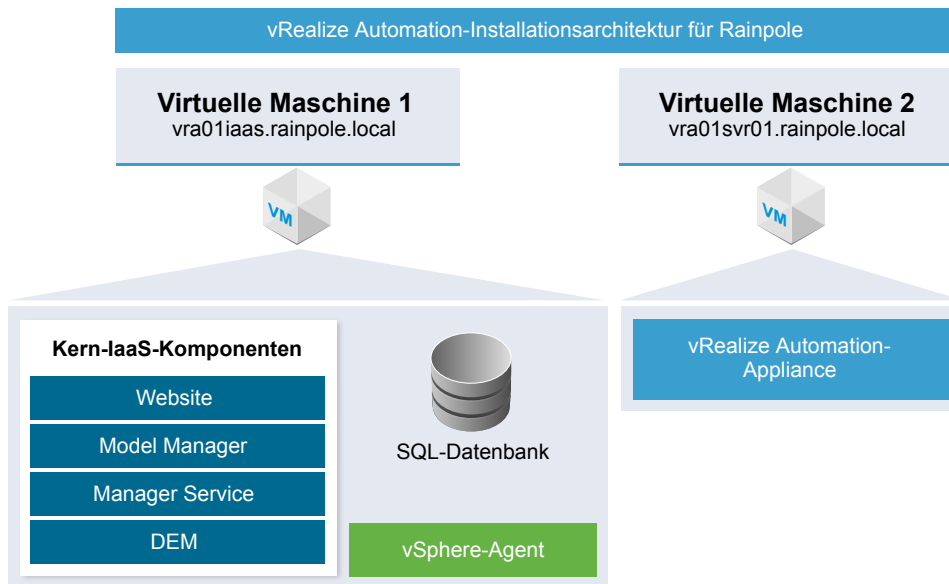 vRealize Automation-Installationsarchitektur für Rainpole
Virtuelle Maschine 1
vra01iaas.rainpole.local
Virtuelle Maschine 2
vra01svr01.rainpole.local
VM
VM
Kern-IaaS-Komponenten
Website
Model Manager
Manager Service
DEM
SQL-Datenbank
vSphere-Agent
vRealize Automation-
Appliance